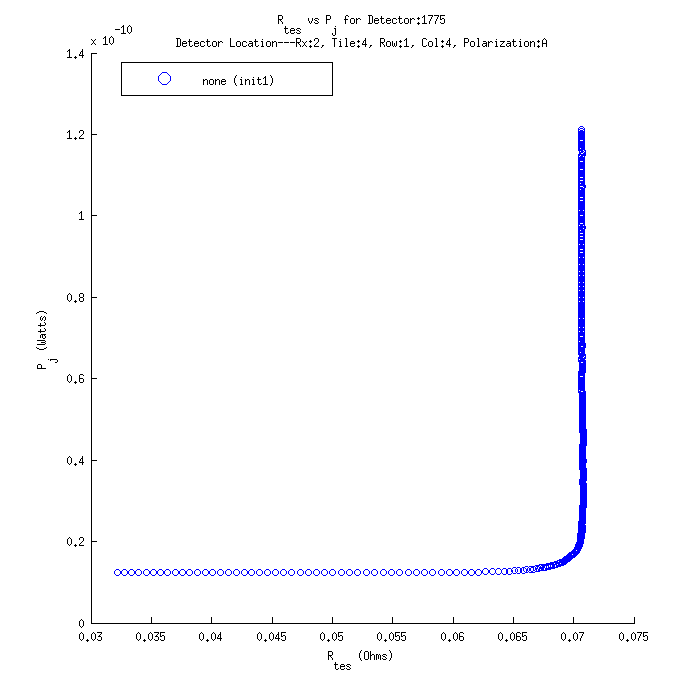 R_tes vs P_j for Detector:1775
Detector Location---Rx:2, Tile:4, Row:1, Col:4, Polarization:A
x 10^-10
none (init1)
1.4
1.2
1
0.8
0.6
0.4
0.2
0
P_j (Watts)
0.03 0.035 0.04 0.045 0.05 0.055 0.06 0.065 0.07 0.075
R_tes (Ohms)